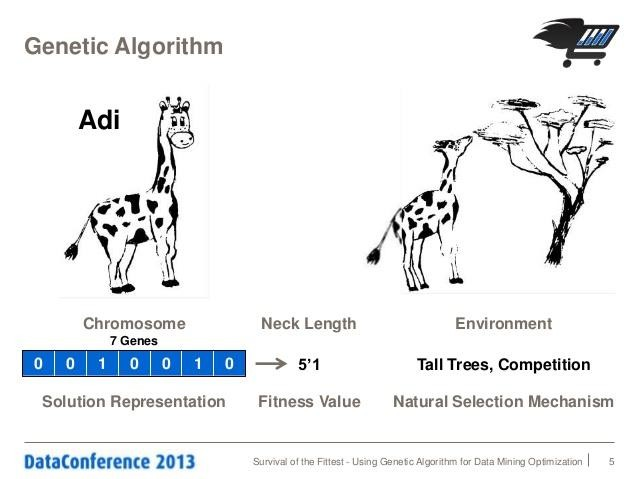 Genetic Algorithm
Adi
Chromosome Neck Length Environment
7 Genes
0 0 1 0 0 1 0 5’1 Tall Trees, Competition
Solution Representation Fitness Value Natural Selection Mechanism
DataConference 2013 Survival of the Fittest - Using Genetic Algorithm for Data Mining Optimization | 5